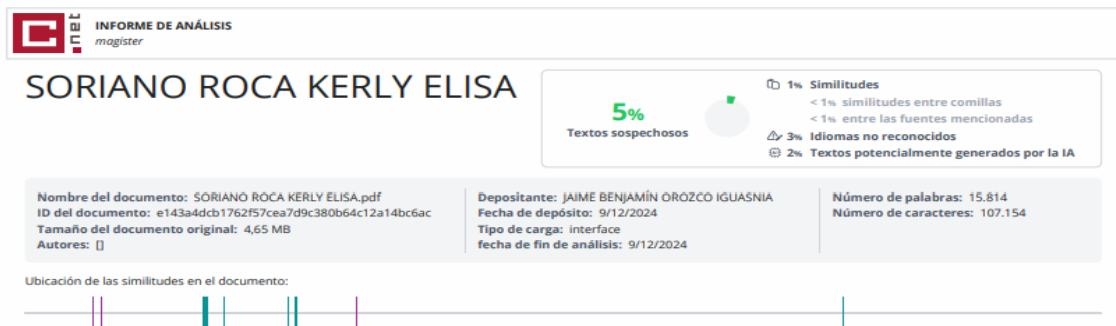 C
.net
INFORME DE ANÁLISIS
magister
SORIANO ROCA KERLY ELISA
5%
Textos sospechosos
1% Similitudes
< 1% similitudes entre comillas
< 1% entre las fuentes mencionadas
3% Idiomas no reconocidos
2% Textos potencialmente generados por la IA
Nombre del documento: SORIANO ROCA KERLY ELISA.pdf
ID del documento: e143a4dcb1762f57cea7d9c380b64c12a14bc6ac
Tamaño del documento original: 4,65 MB
Autores: []
Depositante: JAIME BENJAMÍN OROZCO IGUASNIA
Fecha de depósito: 9/12/2024
Tipo de carga: interface
fecha de fin de análisis: 9/12/2024
Número de palabras: 15.814
Número de caracteres: 107.154
Ubicación de las similitudes en el documento: